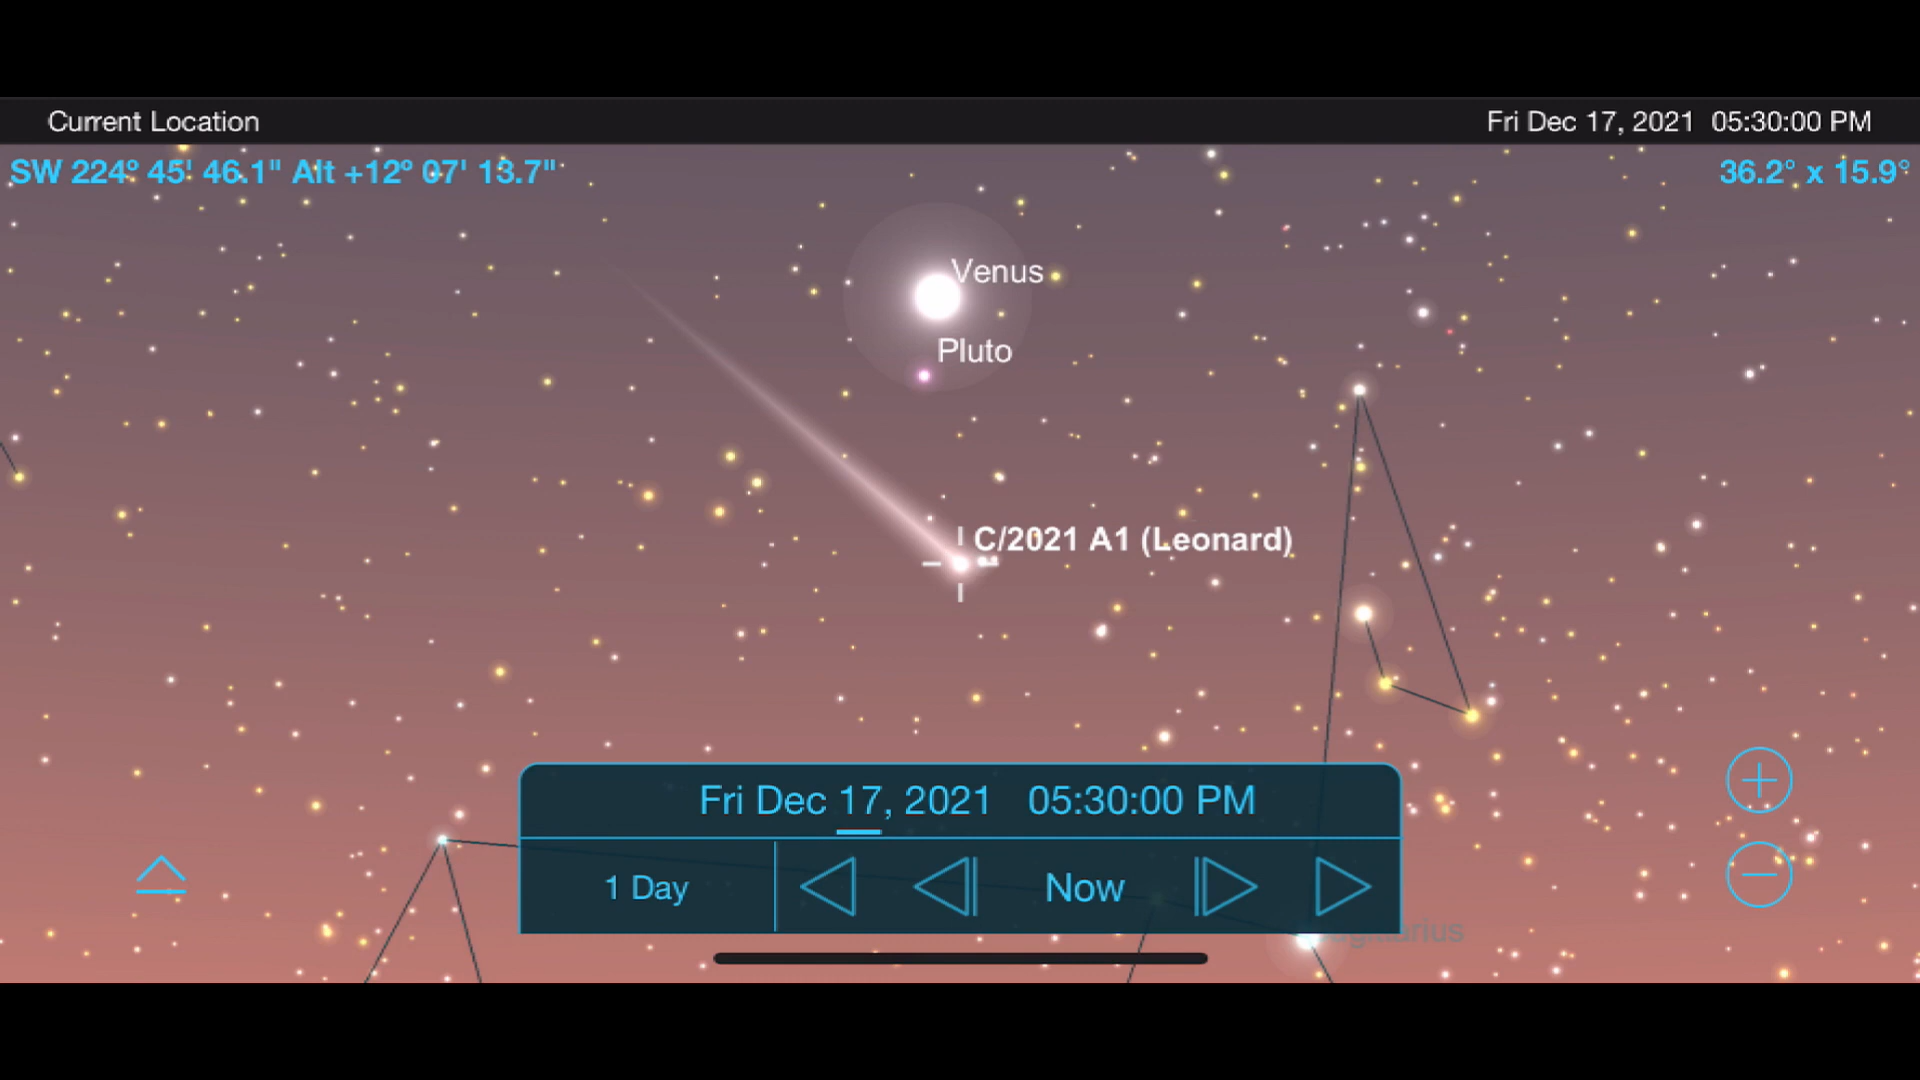 Current Location
Fri Dec 17, 2021 05:30:00 PM
SW 224º 45' 46.1" Alt +12º 07' 13.7"
36.2° x 15.9°
Venus
Pluto
C/2021 A1 (Leonard)
Fri Dec 17, 2021 05:30:00 PM
1 Day
Now